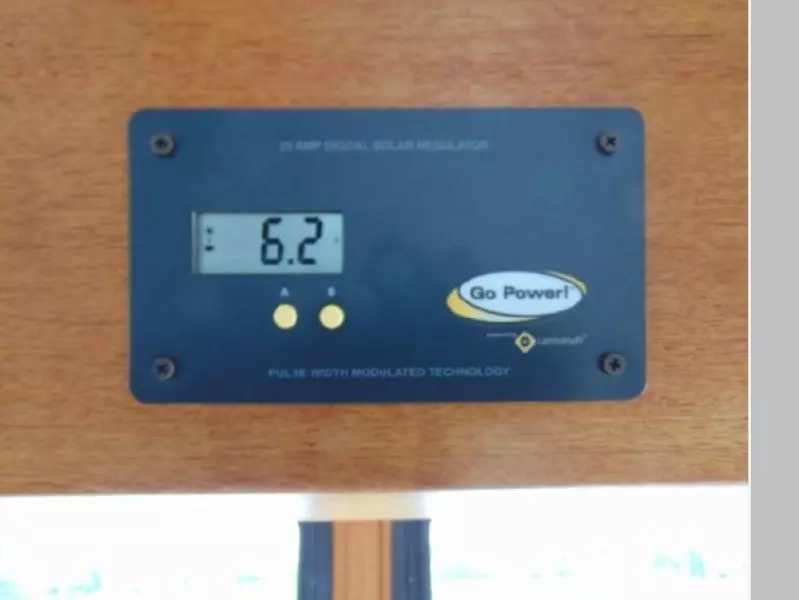 25 AMP DIGITAL SOLAR REGULATOR
6.2
A B
Go Power!
PULSE WIDTH MODULATED TECHNOLOGY